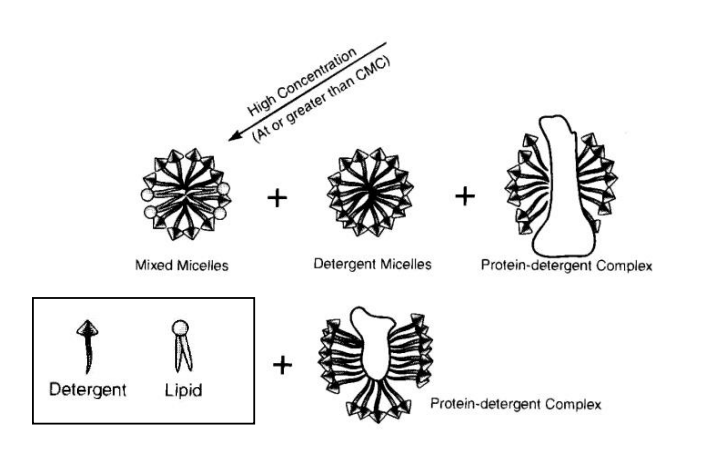 High Concentration
(At or greater than CMC)
+
+
Mixed Micelles
Detergent Micelles
Protein-detergent Complex
+
Detergent
Lipid
Protein-detergent Complex